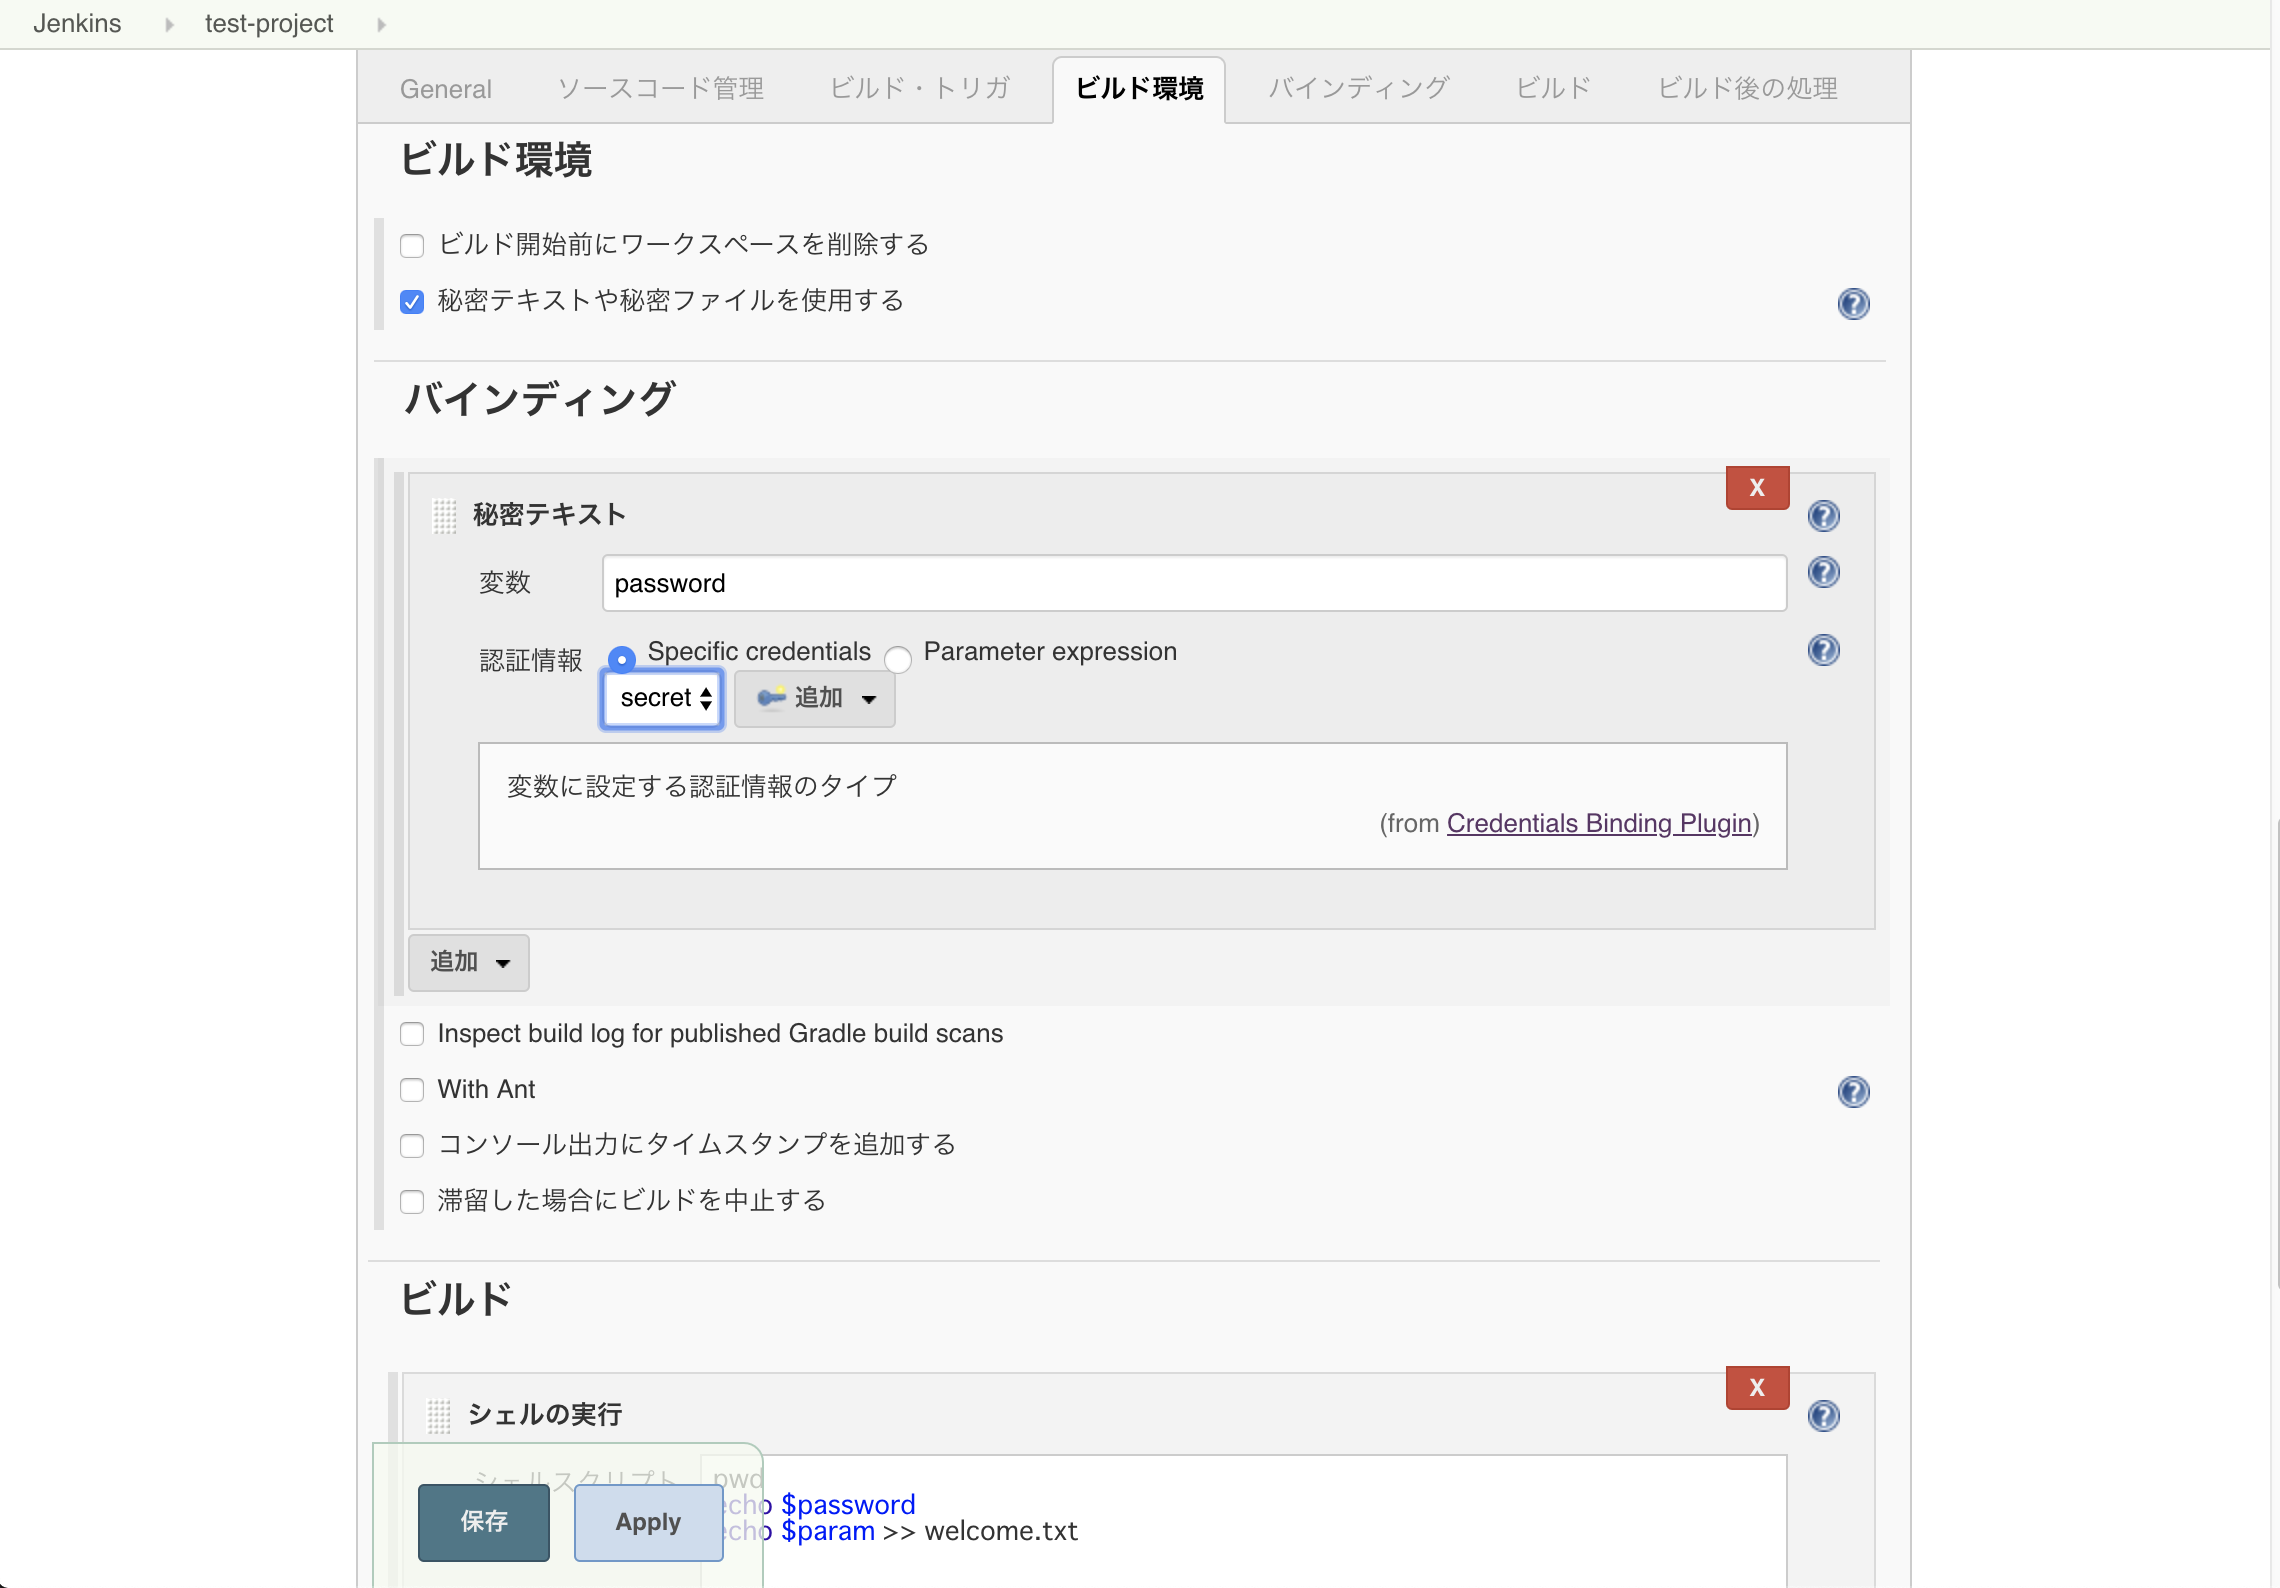 Jenkins test-project
General ソースコード管理 ビルド・トリガ ビルド環境 バインディング ビルド ビルド後の処理
ビルド環境
ビルド開始前にワークスペースを削除する
秘密テキストや秘密ファイルを使用する
バインディング
X
秘密テキスト
変数 password
認証情報 Specific credentials Parameter expression
secret 追加
変数に設定する認証情報のタイプ
(from Credentials Binding Plugin)
追加
Inspect build log for published Gradle build scans
With Ant
コンソール出力にタイムスタンプを追加する
滞留した場合にビルドを中止する
ビルド
X
シェルの実行
シェルスクリプト pwd
echo $password
echo $param >> welcome.txt
保存 Apply